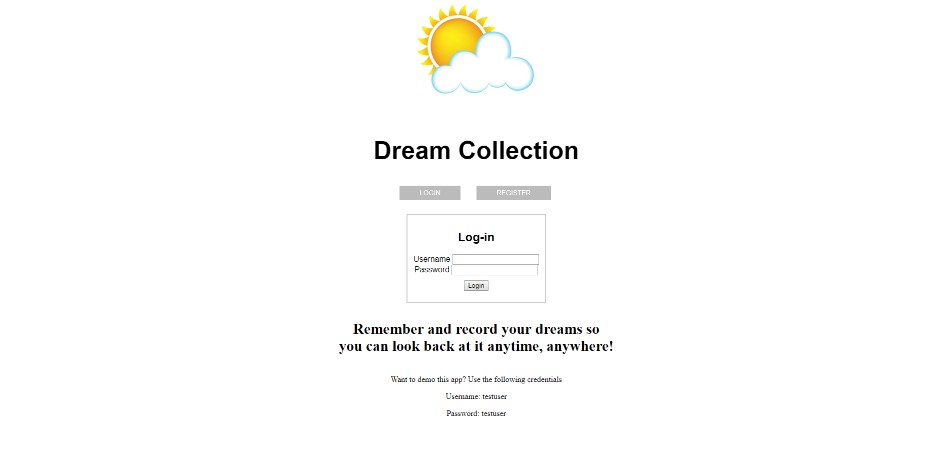 Dream Collection
LOGIN REGISTER
Log-in
Username
Password
Login
Remember and record your dreams so
you can look back at it anytime, anywhere!
Want to demo this app? Use the following credentials
Username: testuser
Password: testuser